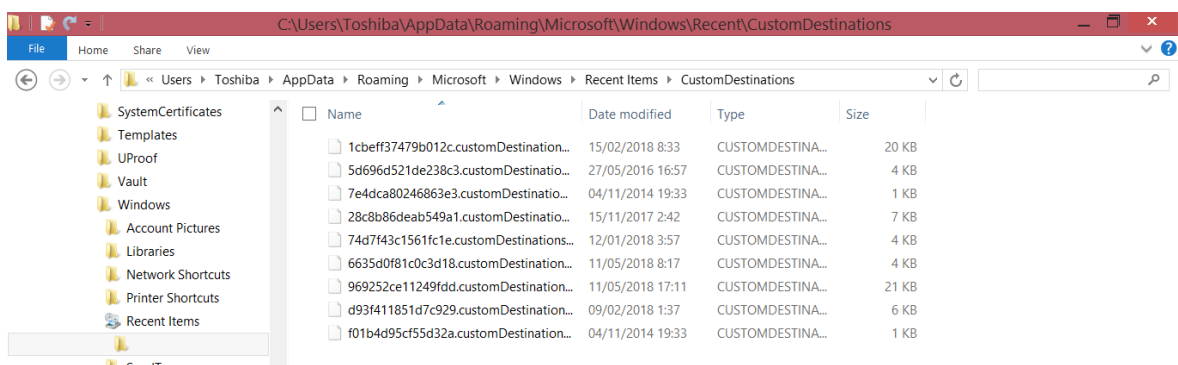 C:\Users\Toshiba\AppData\Roaming\Microsoft\Windows\Recent\CustomDestinations
File Home Share View
« Users Toshiba AppData Roaming Microsoft Windows Recent Items CustomDestinations
SystemCertificates
Templates
UProof
Vault
Windows
Account Pictures
Libraries
Network Shortcuts
Printer Shortcuts
Recent Items
Name Date modified Type Size
1cbeff37479b012c.customDestination... 15/02/2018 8:33 CUSTOMDESTINA... 20 KB
5d696d521de238c3.customDestinatio... 27/05/2016 16:57 CUSTOMDESTINA... 4 KB
7e4dca80246863e3.customDestinatio... 04/11/2014 19:33 CUSTOMDESTINA... 1 KB
28c8b86deab549a1.customDestinatio... 15/11/2017 2:42 CUSTOMDESTINA... 7 KB
74d7f43c1561fc1e.customDestinations... 12/01/2018 3:57 CUSTOMDESTINA... 4 KB
6635d0f81c0c3d18.customDestination... 11/05/2018 8:17 CUSTOMDESTINA... 4 KB
969252ce11249fdd.customDestination... 11/05/2018 17:11 CUSTOMDESTINA... 21 KB
d93f411851d7c929.customDestination... 09/02/2018 1:37 CUSTOMDESTINA... 6 KB
f01b4d95cf55d32a.customDestination... 04/11/2014 19:33 CUSTOMDESTINA... 1 KB